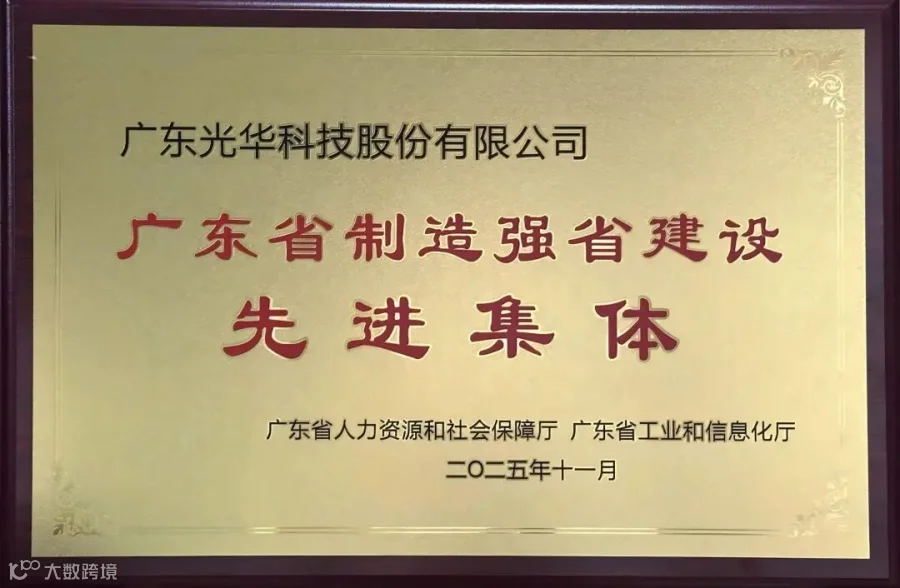 广东光华科技股份有限公司
广东省制造强省建设
先进集体
广东省人力资源和社会保障厅 广东省工业和信息化厅
二〇二五年十一月
大数跨境